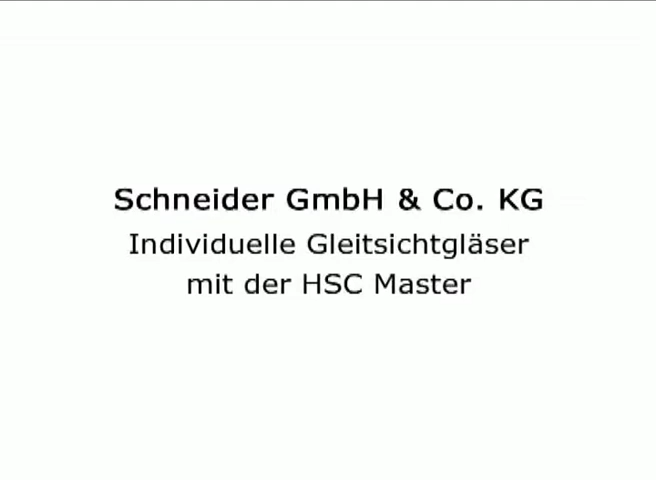 Schneider GmbH & Co. KG
Individuelle Gleitsichtgläser
mit der HSC Master